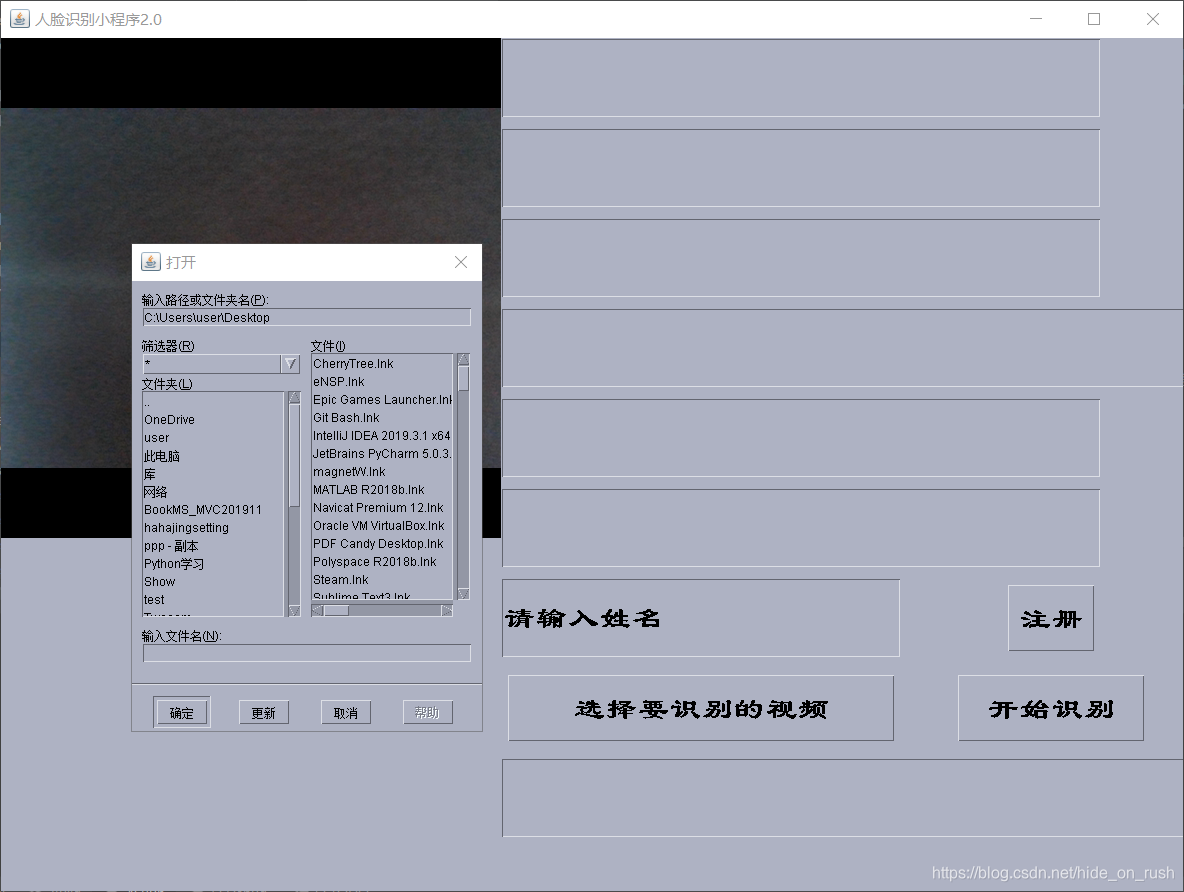 人脸识别小程序2.0
打开
输入路径或文件夹名(P):
C:\Users\user\Desktop
筛选器(R)
*
文件夹(L)
..
OneDrive
user
此电脑
库
网络
BookMS_MVC201911
hahajingsetting
ppp - 副本
Python学习
Show
test
文件(I)
CherryTree.lnk
eNSP.lnk
Epic Games Launcher.lnk
Git Bash.lnk
IntelliJ IDEA 2019.3.1 x64
JetBrains PyCharm 5.0.3.
magnetW.lnk
MATLAB R2018b.lnk
Navicat Premium 12.lnk
Oracle VM VirtualBox.lnk
PDF Candy Desktop.lnk
Polyspace R2018b.lnk
Steam.lnk
Sublime Text3.lnk
输入文件名(N):
确定
更新
取消
帮助
请输入姓名
注册
选择要识别的视频
开始识别
https://blog.csdn.net/hide_on_rush